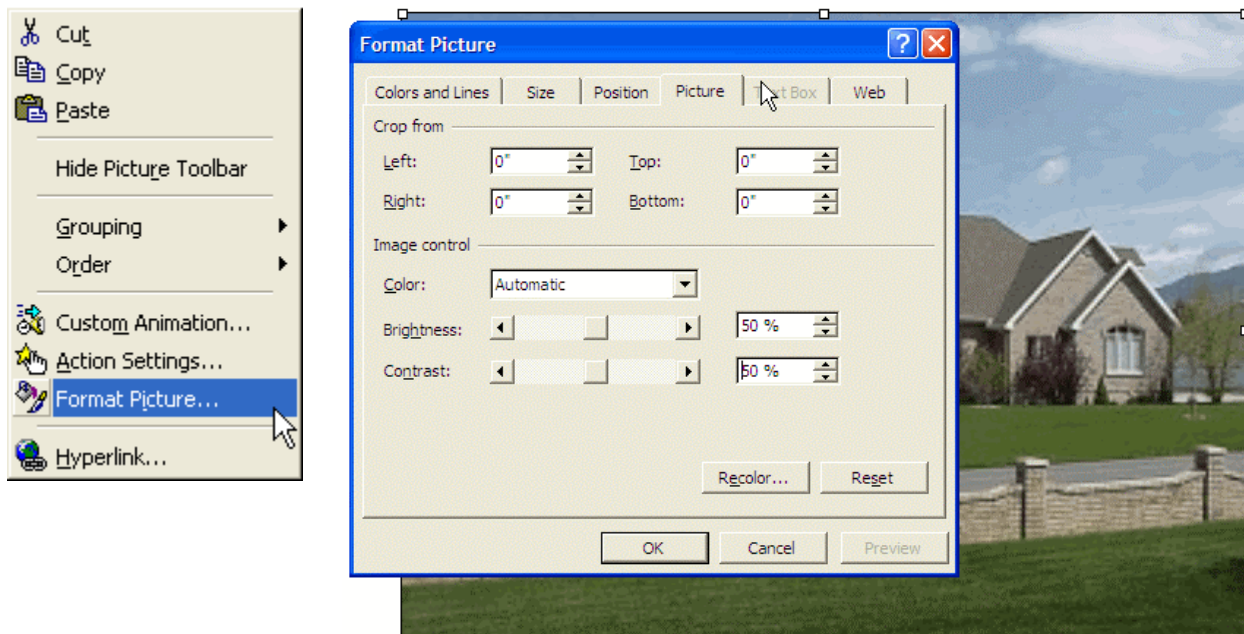 Cut
Copy
Paste
Hide Picture Toolbar
Grouping
Order
Custom Animation...
Action Settings...
Format Picture...
Hyperlink...
Format Picture
Colors and Lines Size Position Picture Text Box Web
Crop from
Left: 0" Top: 0"
Right: 0" Bottom: 0"
Image control
Color: Automatic
Brightness: 50 %
Contrast: 50 %
Recolor... Reset
OK Cancel Preview